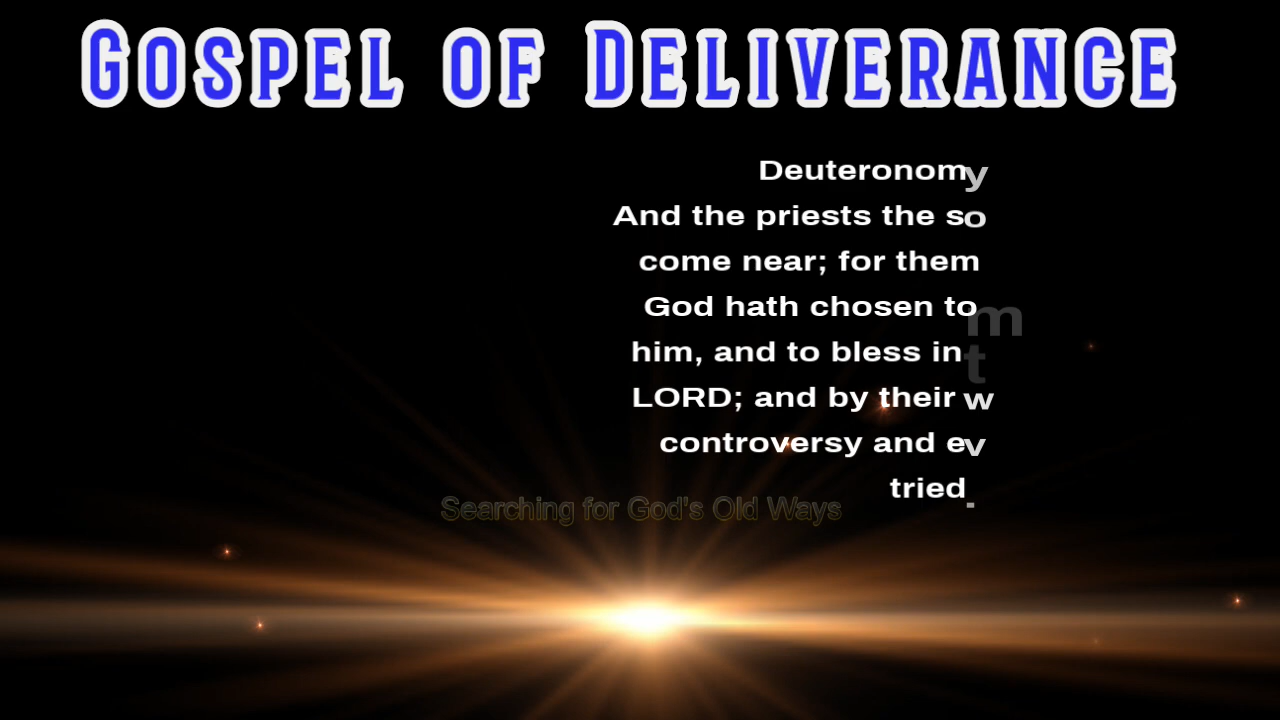 GOSPEL OF DELIVERANCE
Deuteronomy
And the priests the so
come near; for them
God hath chosen to m
him, and to bless in t
LORD; and by their w
controversy and ev
tried.
Searching for God's Old Ways